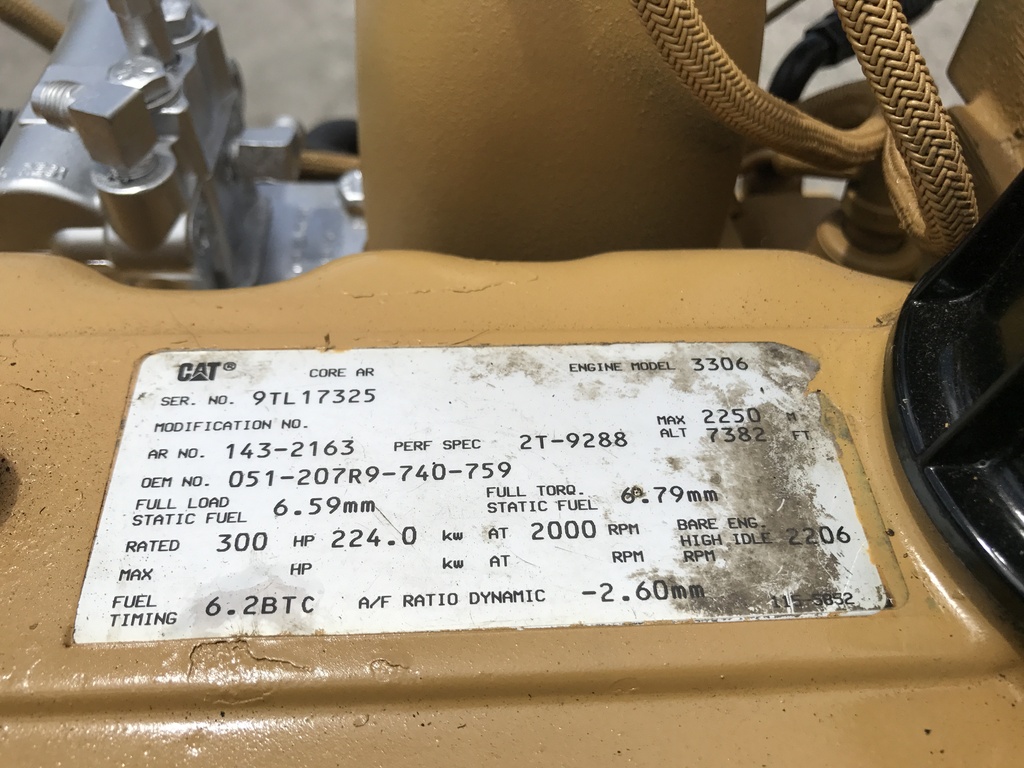 CAT® CORE AR ENGINE MODEL 3306
SER. NO. 9TL17325
MODIFICATION NO.
MAX 2250 M
AR NO. 143-2163 PERF SPEC 2T-9288 ALT 7382 FT
OEM NO. 051-207R9-740-759
FULL LOAD STATIC FUEL 6.59mm FULL TORQ. STATIC FUEL 6.79mm
RATED 300 HP 224.0 kw AT 2000 RPM BARE ENG. HIGH IDLE 2206
MAX HP kw AT RPM RPM
FUEL TIMING 6.2BTC A/F RATIO DYNAMIC -2.60mm